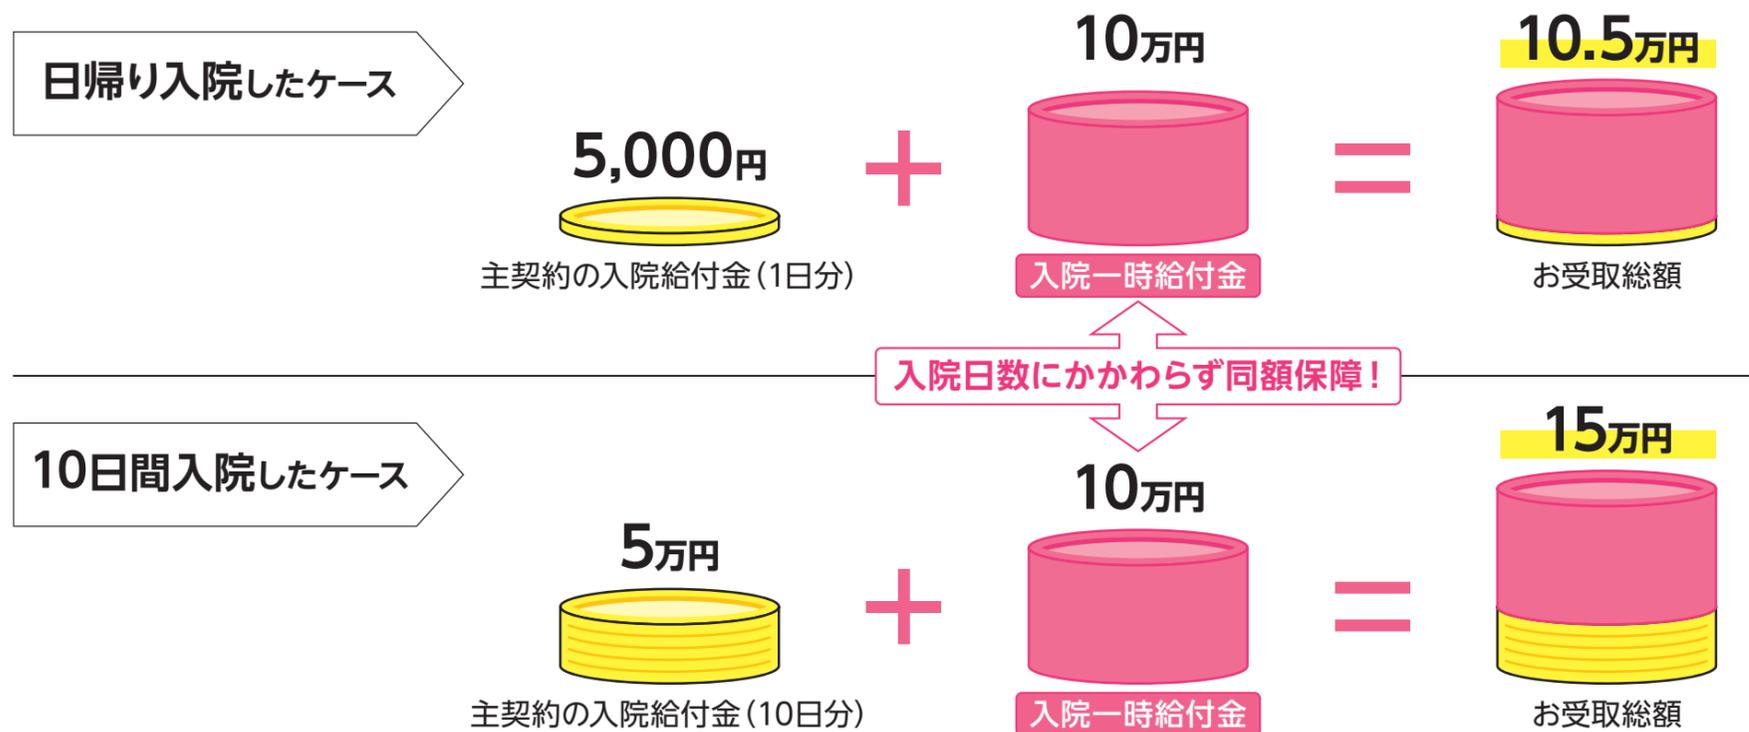 日帰り入院したケース
5,000円
主契約の入院給付金(1日分)
10万円
入院一時給付金
10.5万円
お受取総額
入院日数にかかわらず同額保障！
10日間入院したケース
5万円
主契約の入院給付金(10日分)
10万円
入院一時給付金
15万円
お受取総額